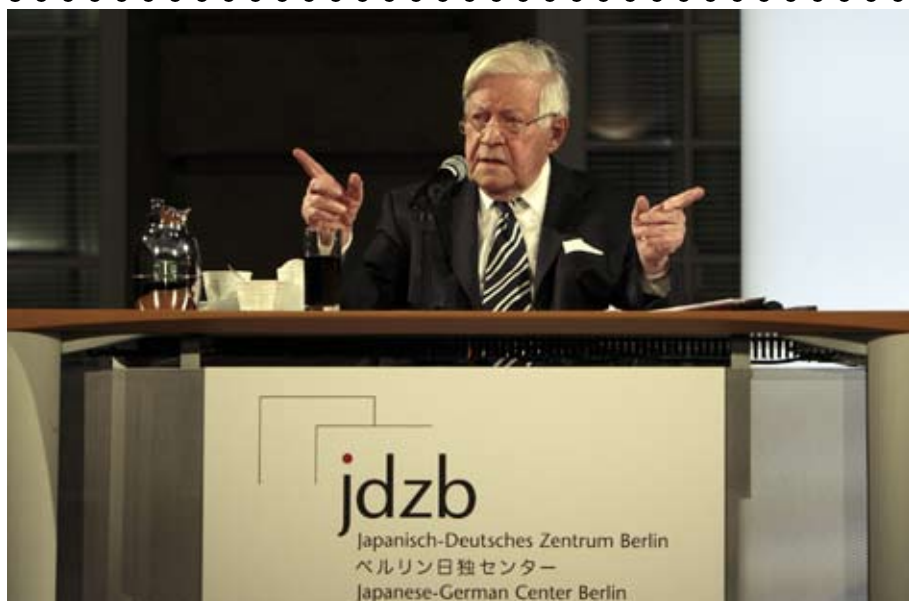 jdzb
Japanisch-Deutsches Zentrum Berlin
ベルリン日独センター
Japanese-German Center Berlin